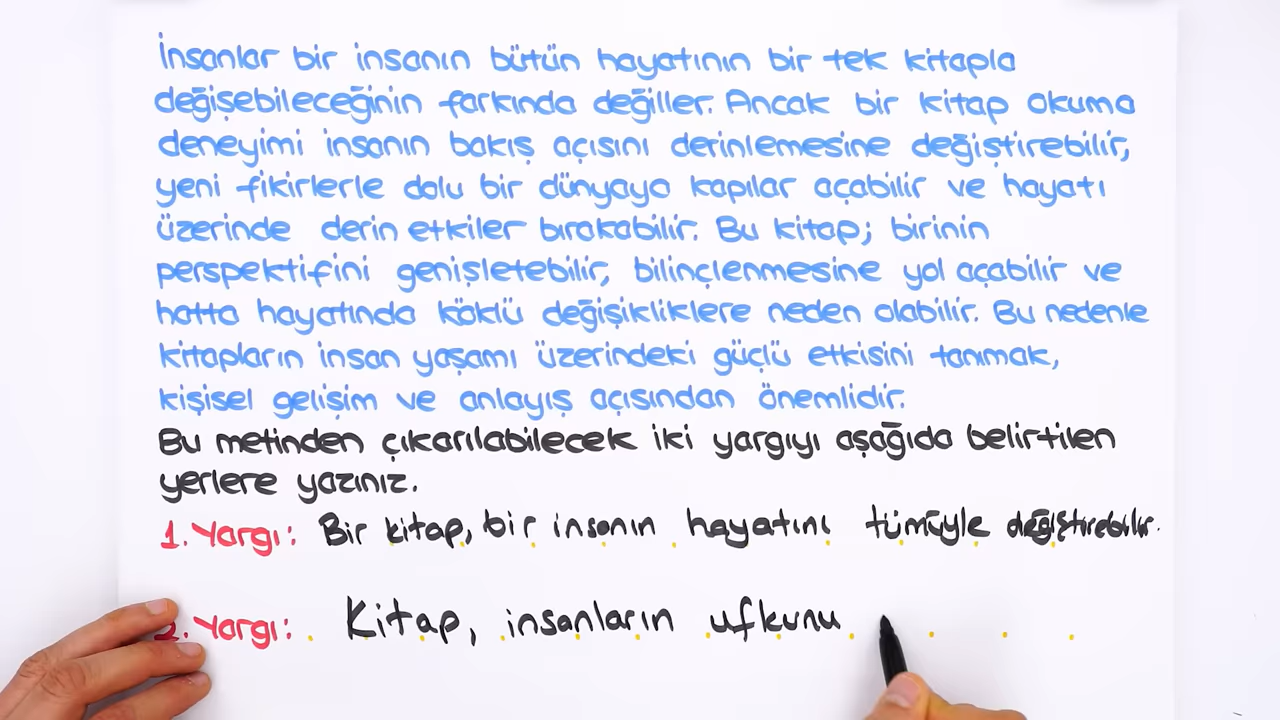 İnsanlar bir insanın bütün hayatının bir tek kitapla
değişebileceğinin farkında değiller. Ancak bir kitap okuma
deneyimi insanın bakış açısını derinlemesine değiştirebilir,
yeni fikirlerle dolu bir dünyaya kapılar açabilir ve hayatı
üzerinde derin etkiler bırakabilir. Bu kitap; birinin
perspektifini genişletebilir, bilinçlenmesine yol açabilir ve
hatta hayatında köklü değişikliklere neden olabilir. Bu nedenle
kitapların insan yaşamı üzerindeki güçlü etkisini tanımak,
kişisel gelişim ve anlayış açısından önemlidir.
Bu metinden çıkarılabilecek iki yargıyı aşağıda belirtilen
yerlere yazınız.
1. Yargı: Bir kitap, bir insanın hayatını tümüyle değiştirebilir.
2. Yargı: Kitap, insanların ufkunu